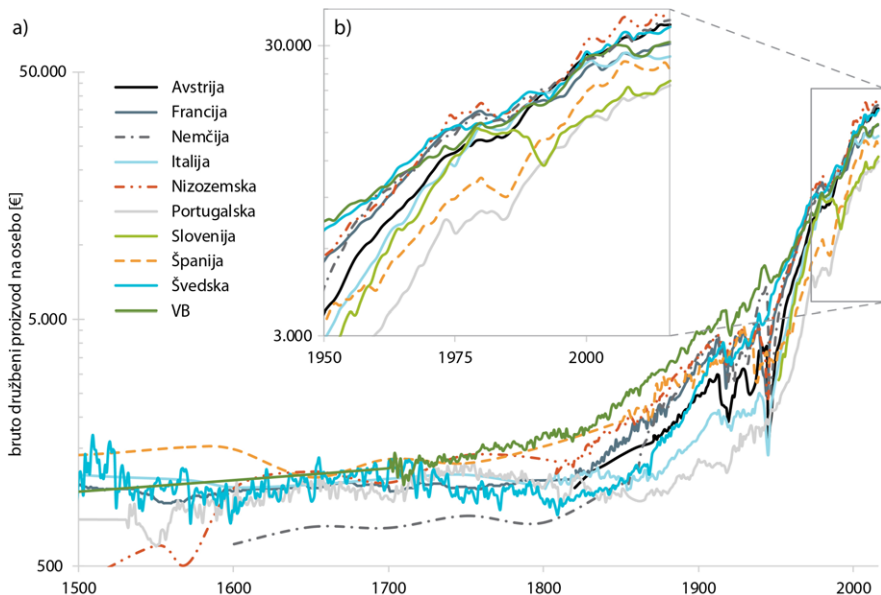 a)
b)
50.000
5.000
500
bruto družbeni proizvod na osebo [€]
Avstrija
Francija
Nemčija
Italija
Nizozemska
Portugalska
Slovenija
Španija
Švedska
VB
30.000
3.000
1950 1975 2000
1500 1600 1700 1800 1900 2000